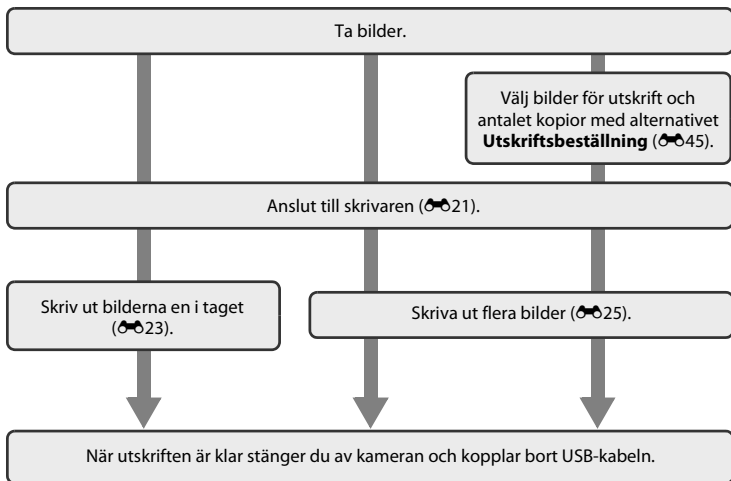 Ta bilder.
Välj bilder för utskrift och
antalet kopior med alternativet
Utskriftsbeställning (45).
Anslut till skrivaren (21).
Skriv ut bilderna en i taget
(23).
Skriva ut flera bilder (25).
När utskriften är klar stänger du av kameran och kopplar bort USB-kabeln.